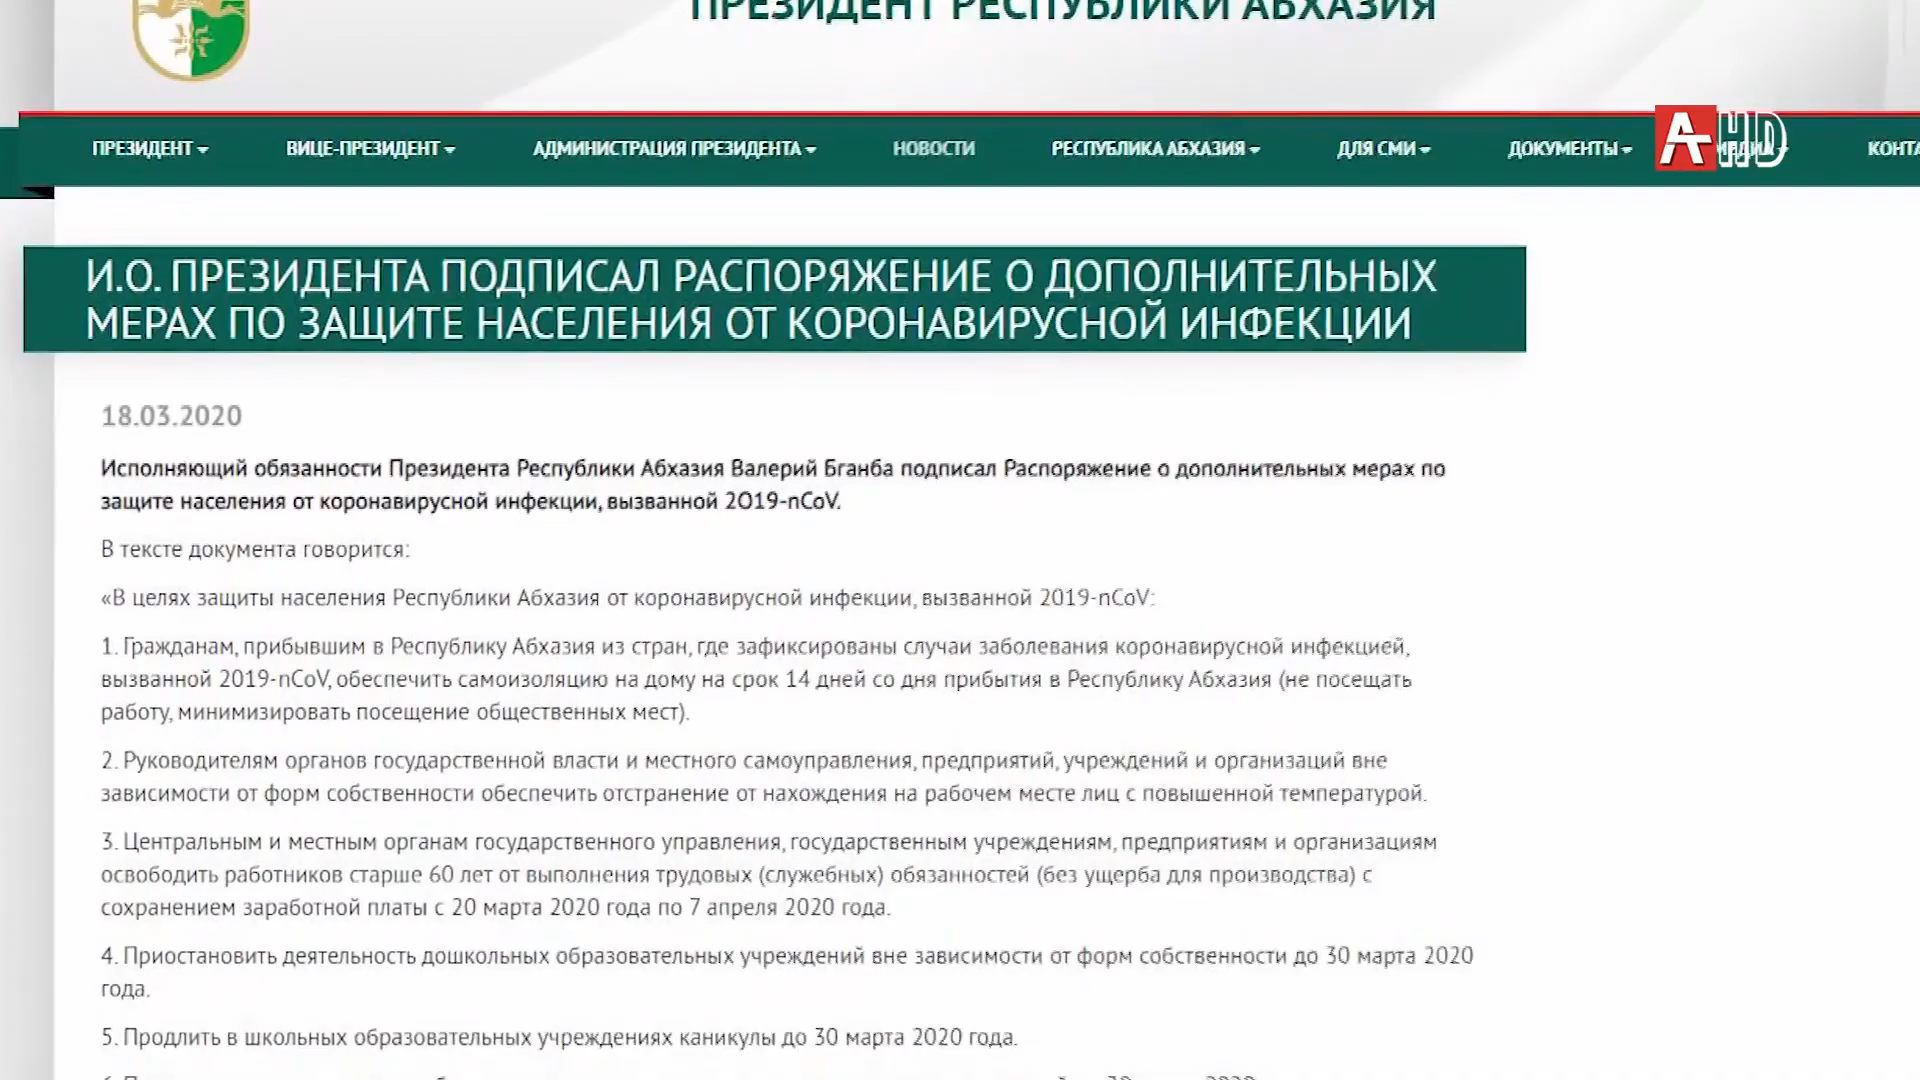 ПРЕЗИДЕНТ РЕСПУБЛИКИ АБХАЗИЯ
ПРЕЗИДЕНТ ВИЦЕ-ПРЕЗИДЕНТ АДМИНИСТРАЦИЯ ПРЕЗИДЕНТА НОВОСТИ РЕСПУБЛИКА АБХАЗИЯ ДЛЯ СМИ ДОКУМЕНТЫ МЕДИА КОНТА
A HD
И.О. ПРЕЗИДЕНТА ПОДПИСАЛ РАСПОРЯЖЕНИЕ О ДОПОЛНИТЕЛЬНЫХ
МЕРАХ ПО ЗАЩИТЕ НАСЕЛЕНИЯ ОТ КОРОНАВИРУСНОЙ ИНФЕКЦИИ
18.03.2020
Исполняющий обязанности Президента Республики Абхазия Валерий Бганба подписал Распоряжение о дополнительных мерах по
защите населения от коронавирусной инфекции, вызванной 2О19-nCoV.
В тексте документа говорится:
«В целях защиты населения Республики Абхазия от коронавирусной инфекции, вызванной 2019-nCoV:
1. Гражданам, прибывшим в Республику Абхазия из стран, где зафиксированы случаи заболевания коронавирусной инфекцией,
вызванной 2019-nCoV, обеспечить самоизоляцию на дому на срок 14 дней со дня прибытия в Республику Абхазия (не посещать
работу, минимизировать посещение общественных мест).
2. Руководителям органов государственной власти и местного самоуправления, предприятий, учреждений и организаций вне
зависимости от форм собственности обеспечить отстранение от нахождения на рабочем месте лиц с повышенной температурой.
3. Центральным и местным органам государственного управления, государственным учреждениям, предприятиям и организациям
освободить работников старше 60 лет от выполнения трудовых (служебных) обязанностей (без ущерба для производства) с
сохранением заработной платы с 20 марта 2020 года по 7 апреля 2020 года.
4. Приостановить деятельность дошкольных образовательных учреждений вне зависимости от форм собственности до 30 марта 2020
года.
5. Продлить в школьных образовательных учреждениях каникулы до 30 марта 2020 года.